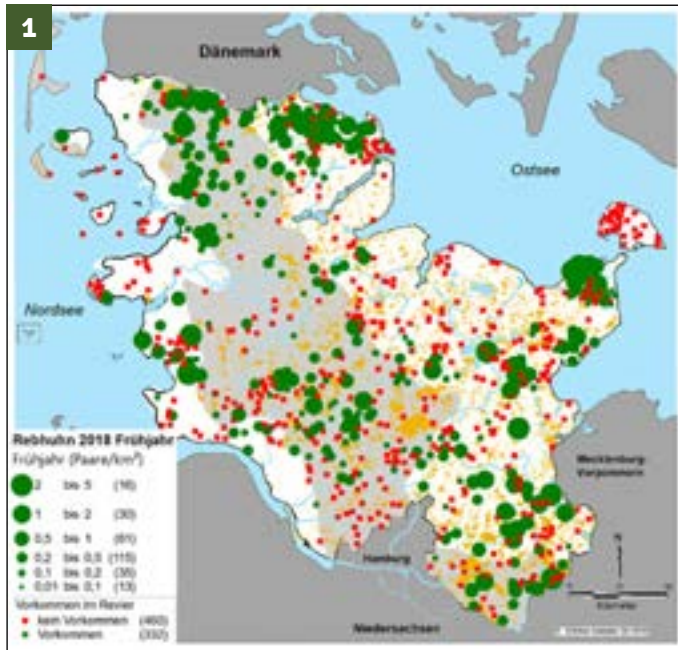 1
Dänemark
Ostsee
Nordsee
Rebhuhn 2018 Frühjahr
Frühjahr (Paare/km²)
2 bis 5 (16)
1 bis 2 (30)
0,5 bis 1 (61)
0,2 bis 0,5 (115)
0,1 bis 0,2 (35)
0,01 bis 0,1 (13)
Vorkommen im Revier
kein Vorkommen (460)
Vorkommen (332)
Mecklenburg-
Vorpommern
Hamburg
Niedersachsen
N
Kilometer